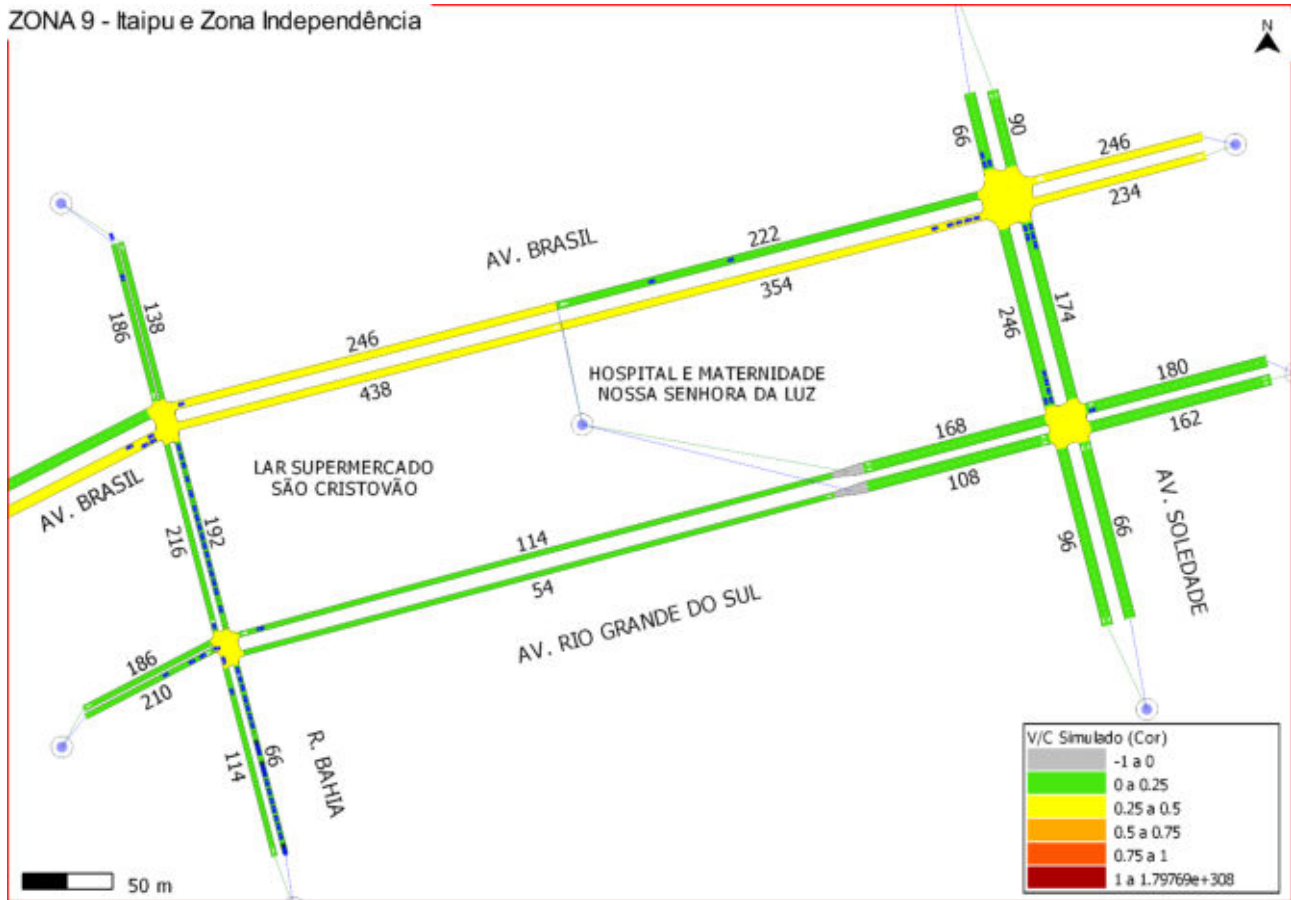 ZONA 9 - Itaipu e Zona Independência
N
66
90
246
234
AV. BRASIL
222
354
138
186
246
438
HOSPITAL E MATERNIDADE
NOSSA SENHORA DA LUZ
246
174
180
162
168
108
LAR SUPERMERCADO
SÃO CRISTOVÃO
AV. BRASIL
216
192
114
54
AV. RIO GRANDE DO SUL
96
66
AV. SOLEDADE
186
210
114
66
R. BAHIA
V/C Simulado (Cor)
-1 a 0
0 a 0.25
0.25 a 0.5
0.5 a 0.75
0.75 a 1
1 a 1.79769e+308
50 m